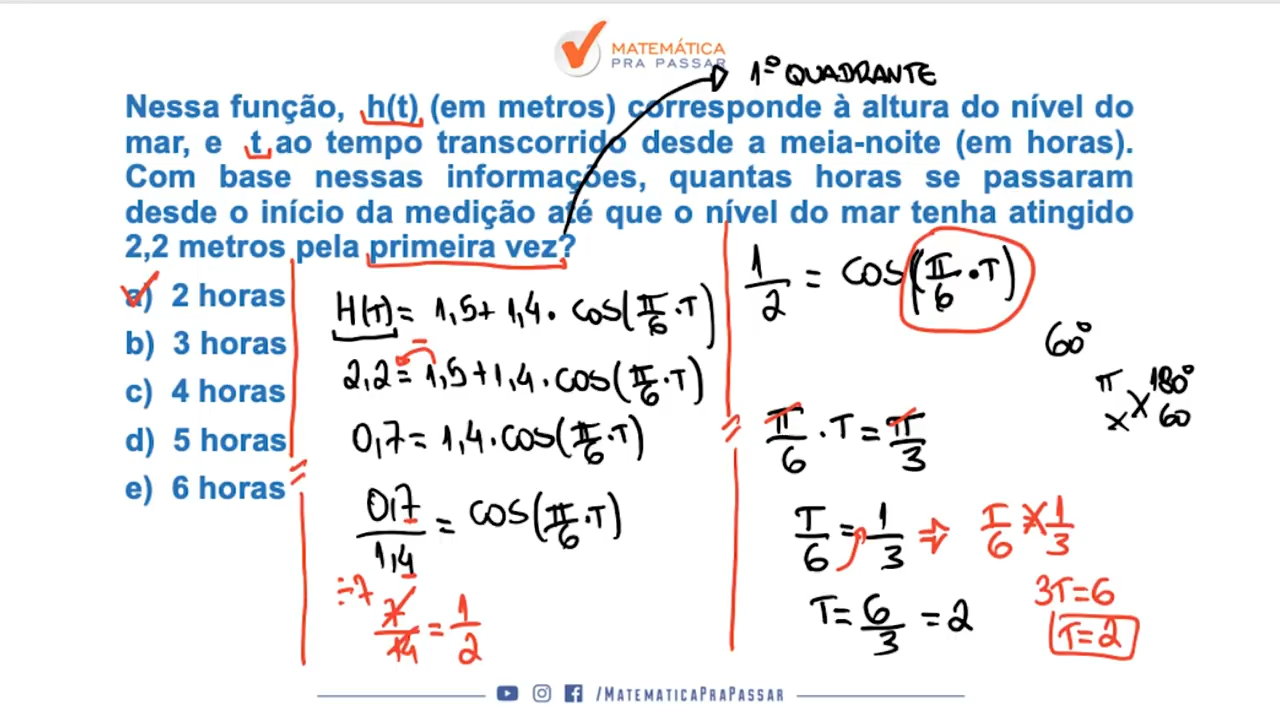 MATEMÁTICA
PRA PASSAR
1º QUADRANTE
Nessa função, h(t) (em metros) corresponde à altura do nível do
mar, e t ao tempo transcorrido desde a meia-noite (em horas).
Com base nessas informações, quantas horas se passaram
desde o início da medição até que o nível do mar tenha atingido
2,2 metros pela primeira vez?
a) 2 horas
b) 3 horas
c) 4 horas
d) 5 horas
e) 6 horas
H(T) = 1,5 + 1,4 · cos(π/6 · T)
-
2,2 = 1,5 + 1,4 · cos(π/6 · T)
0,7 = 1,4 · cos(π/6 · T)
0,7/1,4 = cos(π/6 · T)
÷7 7/14 = 1/2
1/2 = cos(π/6 · T)
60°
π 180°
x 60
π/6 · T = π/3
T/6 = 1/3 ⇒ T/6 × 1/3
3T = 6
T = 6/3 = 2
T = 2
/MatematicaPraPassar